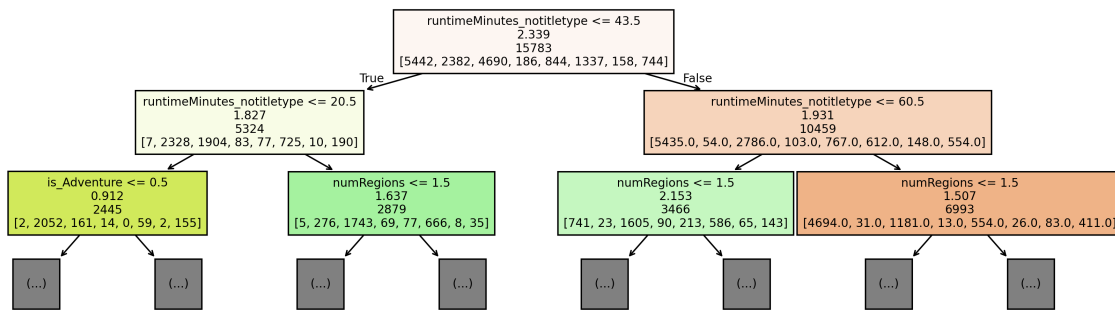 runtimeMinutes_notitletype <= 43.5
2.339
15783
[5442, 2382, 4690, 186, 844, 1337, 158, 744]
True
False
runtimeMinutes_notitletype <= 20.5
1.827
5324
[7, 2328, 1904, 83, 77, 725, 10, 190]
runtimeMinutes_notitletype <= 60.5
1.931
10459
[5435.0, 54.0, 2786.0, 103.0, 767.0, 612.0, 148.0, 554.0]
is_Adventure <= 0.5
0.912
2445
[2, 2052, 161, 14, 0, 59, 2, 155]
numRegions <= 1.5
1.637
2879
[5, 276, 1743, 69, 77, 666, 8, 35]
numRegions <= 1.5
2.153
3466
[741, 23, 1605, 90, 213, 586, 65, 143]
numRegions <= 1.5
1.507
6993
[4694.0, 31.0, 1181.0, 13.0, 554.0, 26.0, 83.0, 411.0]
(...)
(...)
(...)
(...)
(...)
(...)
(...)
(...)